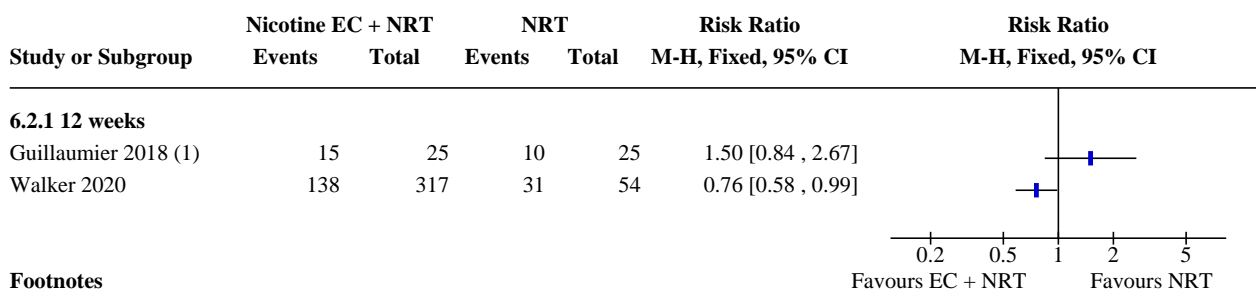 Nicotine EC + NRT NRT Risk Ratio Risk Ratio
Study or Subgroup Events Total Events Total M-H, Fixed, 95% CI M-H, Fixed, 95% CI
6.2.1 12 weeks
Guillaumier 2018 (1) 15 25 10 25 1.50 [0.84 , 2.67]
Walker 2020 138 317 31 54 0.76 [0.58 , 0.99]
0.2 0.5 1 2 5
Footnotes Favours EC + NRT Favours NRT